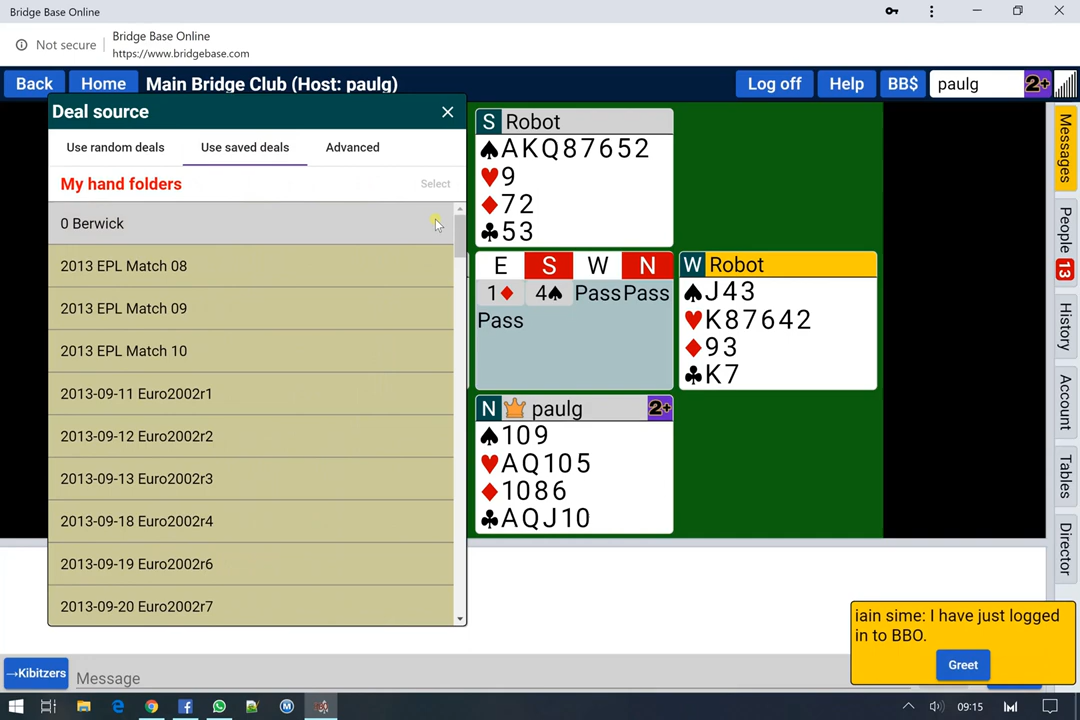 Bridge Base Online
Not secure
Bridge Base Online
https://www.bridgebase.com
Back
Home
Main Bridge Club (Host: paulg)
Log off
Help
BB$
paulg
2+
Deal source
Use random deals
Use saved deals
Advanced
My hand folders
Select
0 Berwick
2013 EPL Match 08
2013 EPL Match 09
2013 EPL Match 10
2013-09-11 Euro2002r1
2013-09-12 Euro2002r2
2013-09-13 Euro2002r3
2013-09-18 Euro2002r4
2013-09-19 Euro2002r6
2013-09-20 Euro2002r7
S Robot
♠AKQ87652
♥9
♦72
♣53
E S W N
1♦ 4♠ Pass Pass
Pass
W Robot
♠J43
♥K87642
♦93
♣K7
N paulg 2+
♠109
♥AQ105
♦1086
♣AQJ10
Messages
People 13
History
Account
Tables
Director
iain sime: I have just logged
in to BBO.
Greet
→Kibitzers
Message
09:15